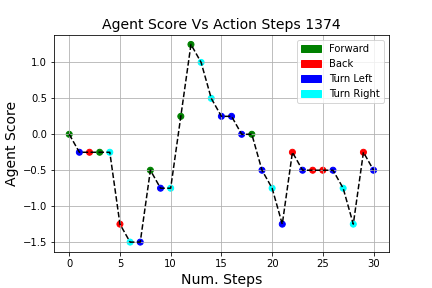 Agent Score Vs Action Steps 1374
Forward
Back
Turn Left
Turn Right
1.0
0.5
0.0
−0.5
−1.0
−1.5
Agent Score
0 5 10 15 20 25 30
Num. Steps